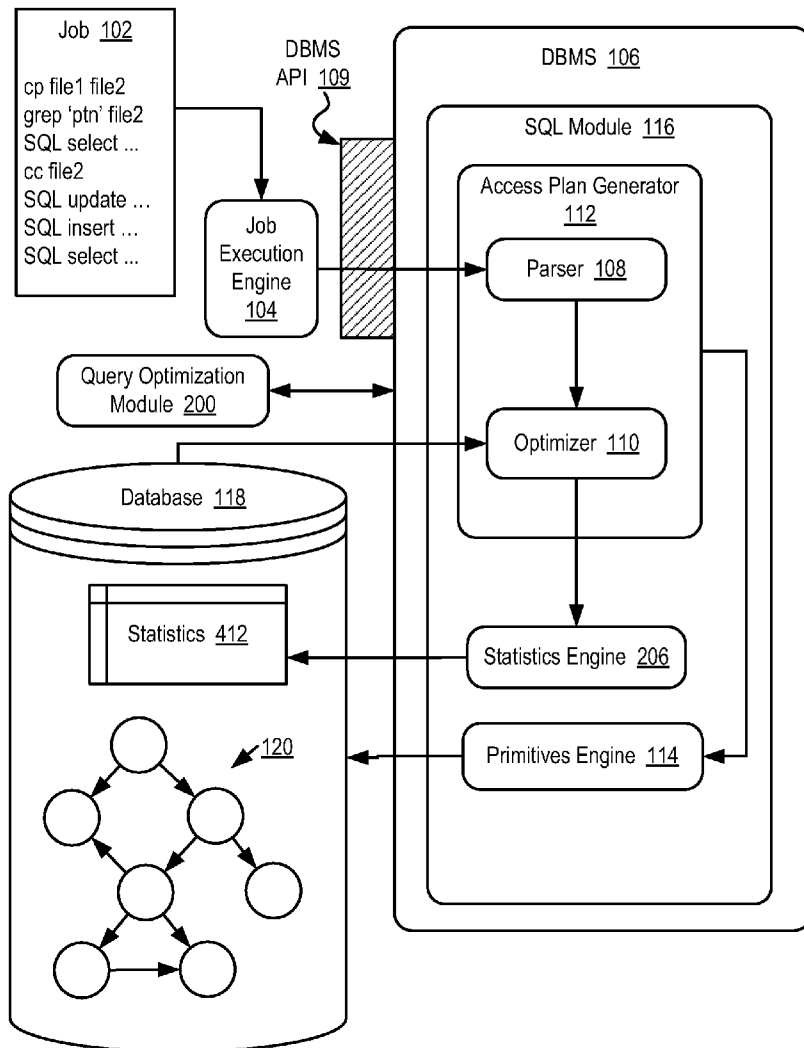 Job 102
cp file1 file2
grep ‘ptn’ file2
SQL select ...
cc file2
SQL update ...
SQL insert ...
SQL select ...
DBMS
API 109
Job
Execution
Engine
104
Query Optimization
Module 200
DBMS 106
SQL Module 116
Access Plan Generator
112
Parser 108
Optimizer 110
Statistics Engine 206
Primitives Engine 114
Database 118
Statistics 412
120